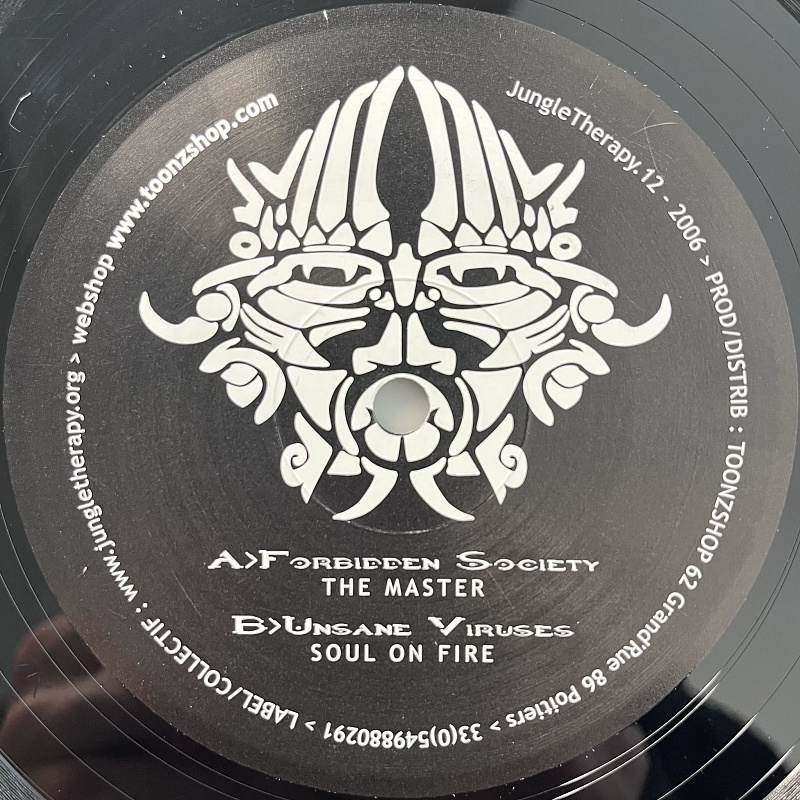 JungleTherapy.12 - 2006 > PROD/DISTRIB : TOONZSHOP 62 Grand'Rue 86 Poitiers > 33(0)549880291 > LABEL/COLLECTIF : www.jungletherapy.org > webshop www.toonzshop.com
A>FORBIDDEN SOCIETY
THE MASTER
B>UNSANE VIRUSES
SOUL ON FIRE